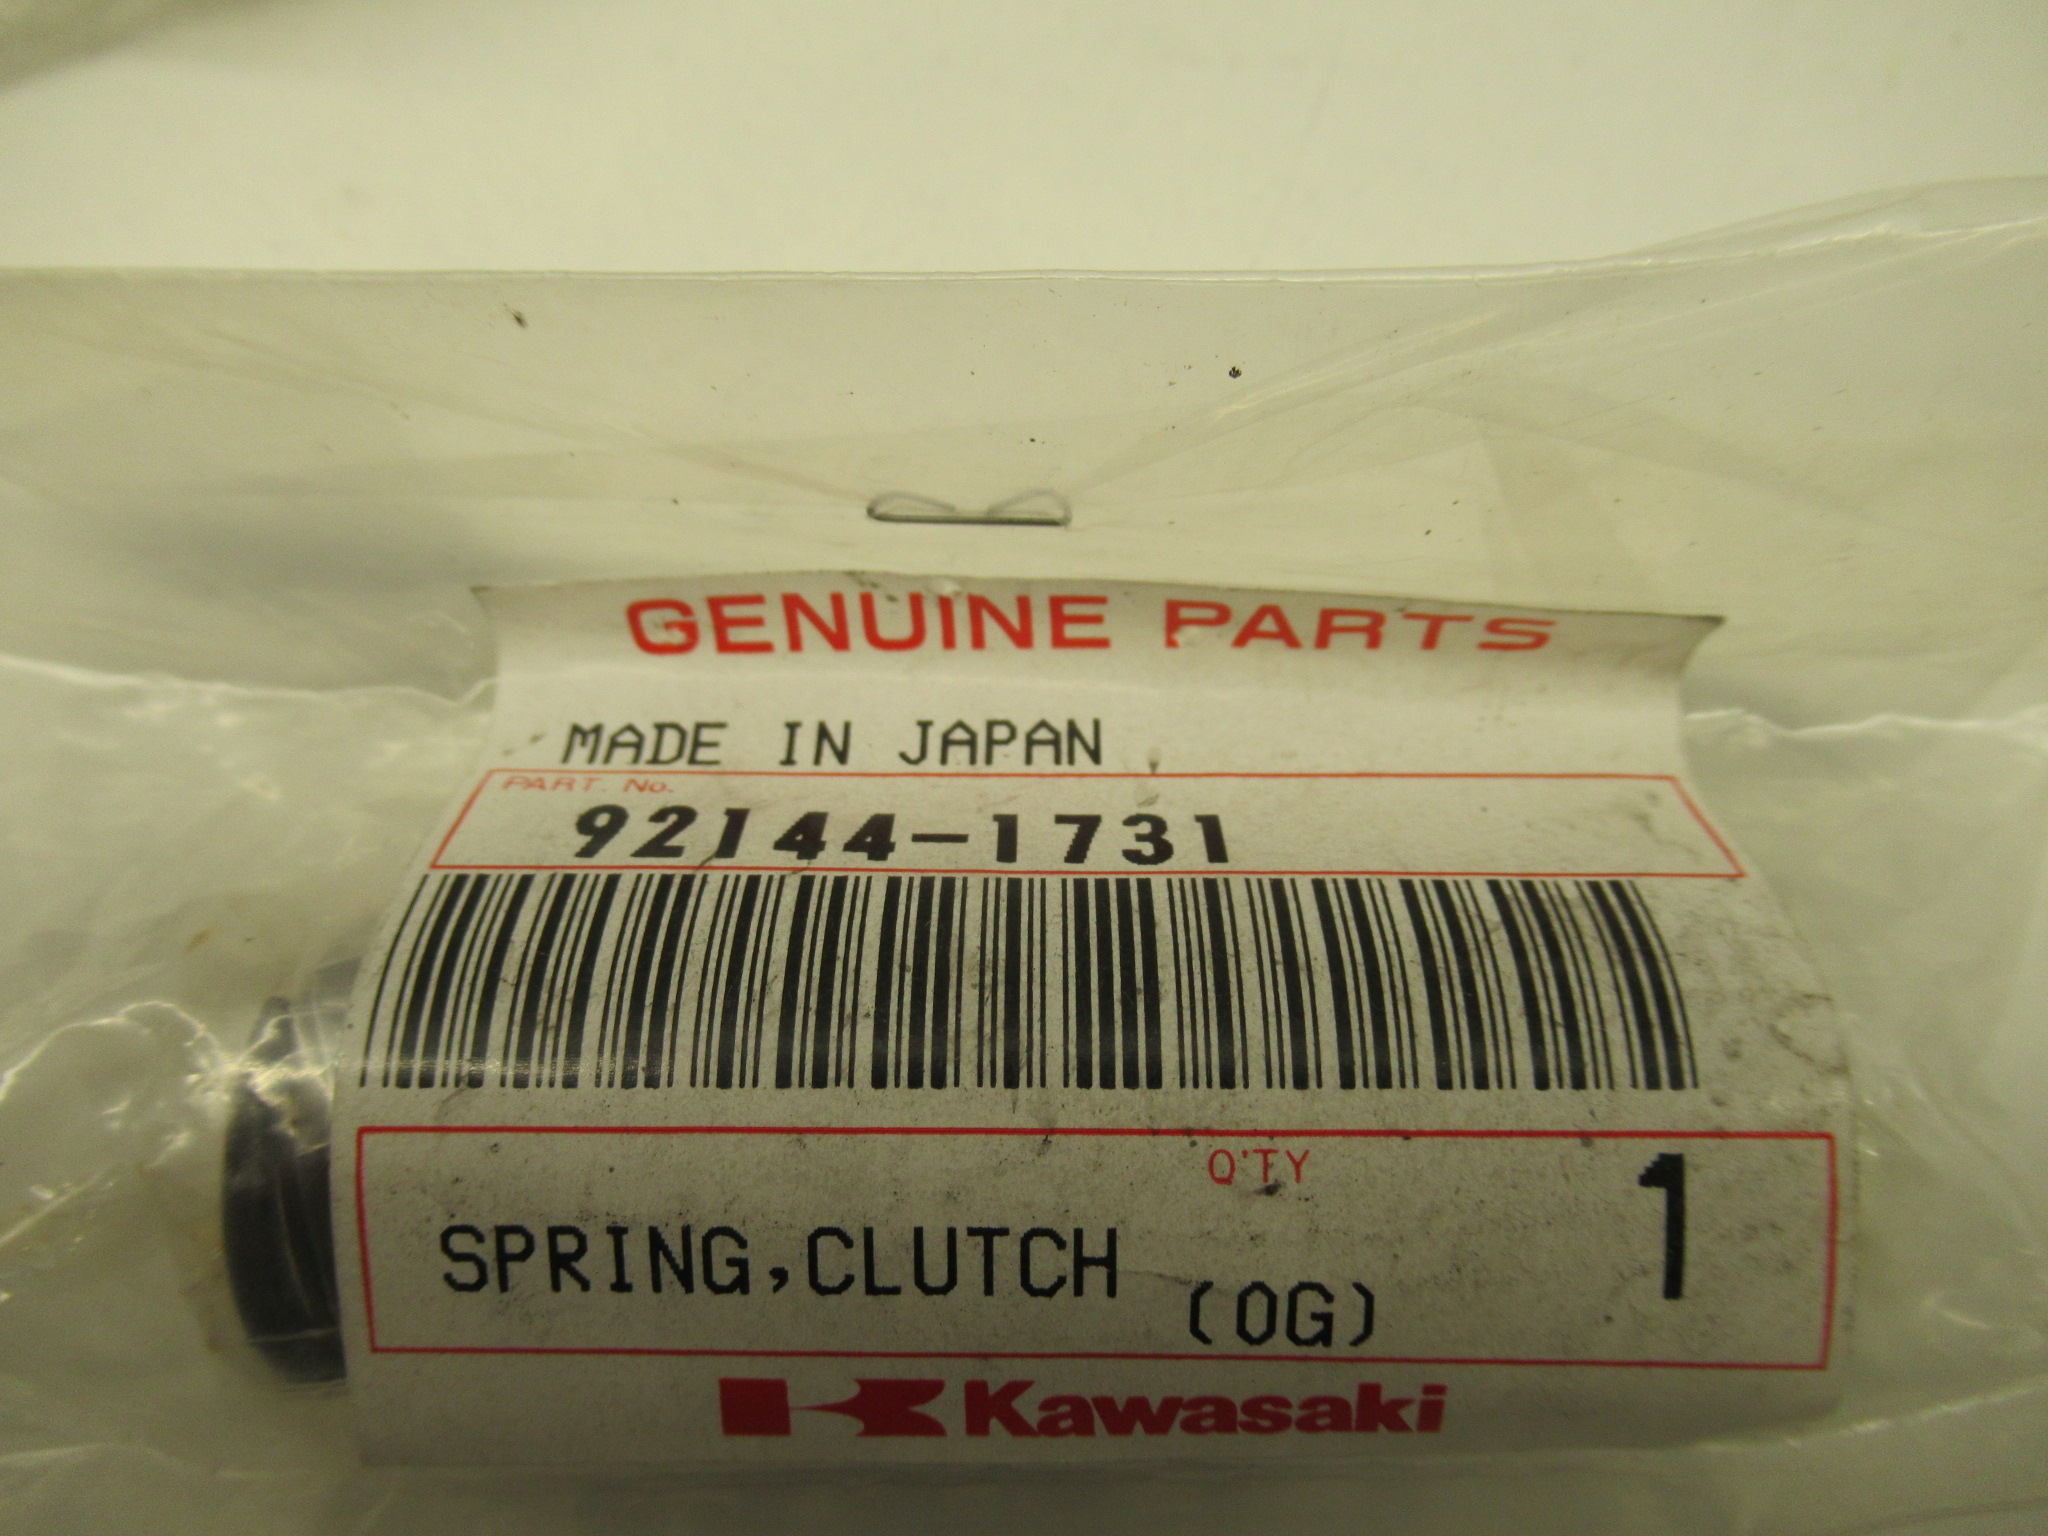 GENUINE PARTS
MADE IN JAPAN
PART. No.
92144-1731
Q'TY
1
SPRING,CLUTCH (OG)
Kawasaki